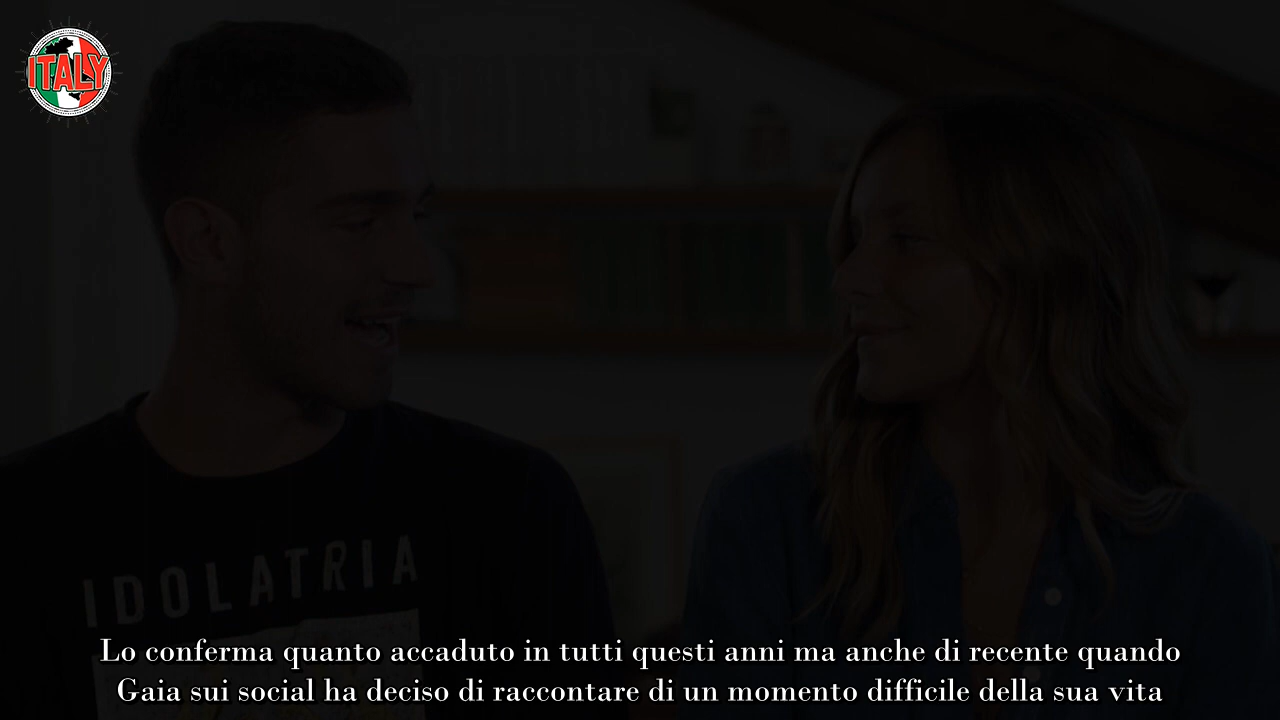 ITALY
IDOLATRIA
Lo conferma quanto accaduto in tutti questi anni ma anche di recente quando
Gaia sui social ha deciso di raccontare di un momento difficile della sua vita